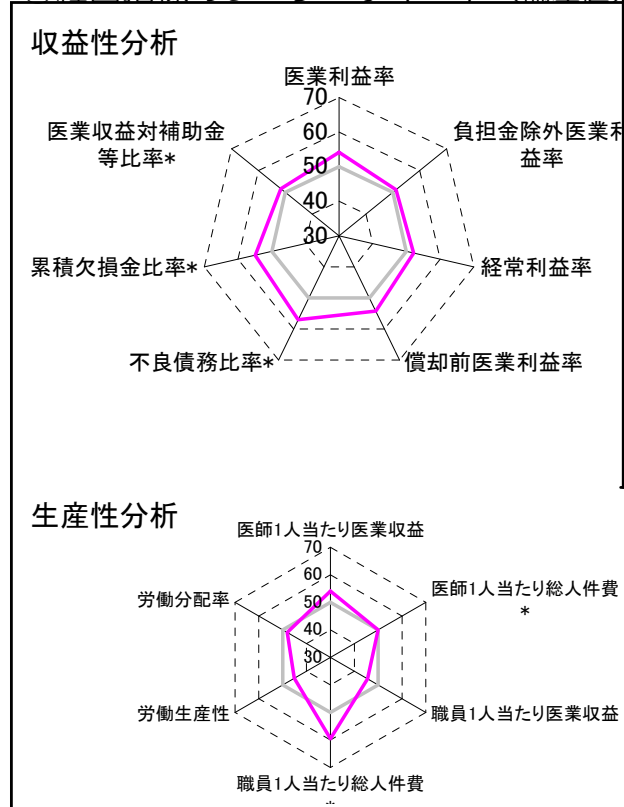 収益性分析
医業利益率
70
60
50
40
30
負担金除外医業利
益率
経常利益率
償却前医業利益率
不良債務比率*
累積欠損金比率*
医業収益対補助金
等比率*
生産性分析
医師1人当たり医業収益
70
60
50
40
30
医師1人当たり総人件費
*
職員1人当たり医業収益
職員1人当たり総人件費
*
労働生産性
労働分配率